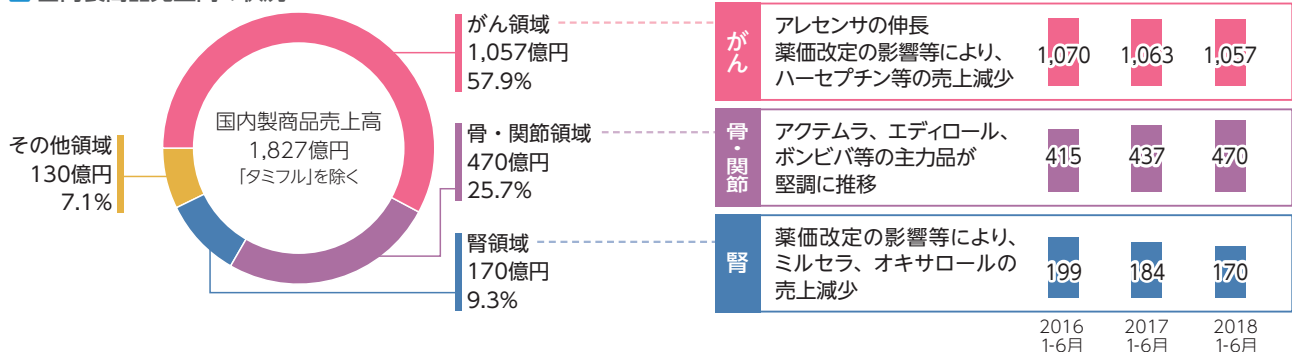 がん領域
1,057億円
57.9%
国内製商品売上高
1,827億円
「タミフル」を除く
その他領域
130億円
7.1%
骨・関節領域
470億円
25.7%
腎領域
170億円
9.3%
がん
アレセンサの伸長
薬価改定の影響等により、
ハーセプチン等の売上減少
1,070 1,063 1,057
骨・関節
アクテムラ、エディロール、
ボンビバ等の主力品が
堅調に推移
415 437 470
腎
薬価改定の影響等により、
ミルセラ、オキサロールの
売上減少
199 184 170
2016 2017 2018
1-6月 1-6月 1-6月